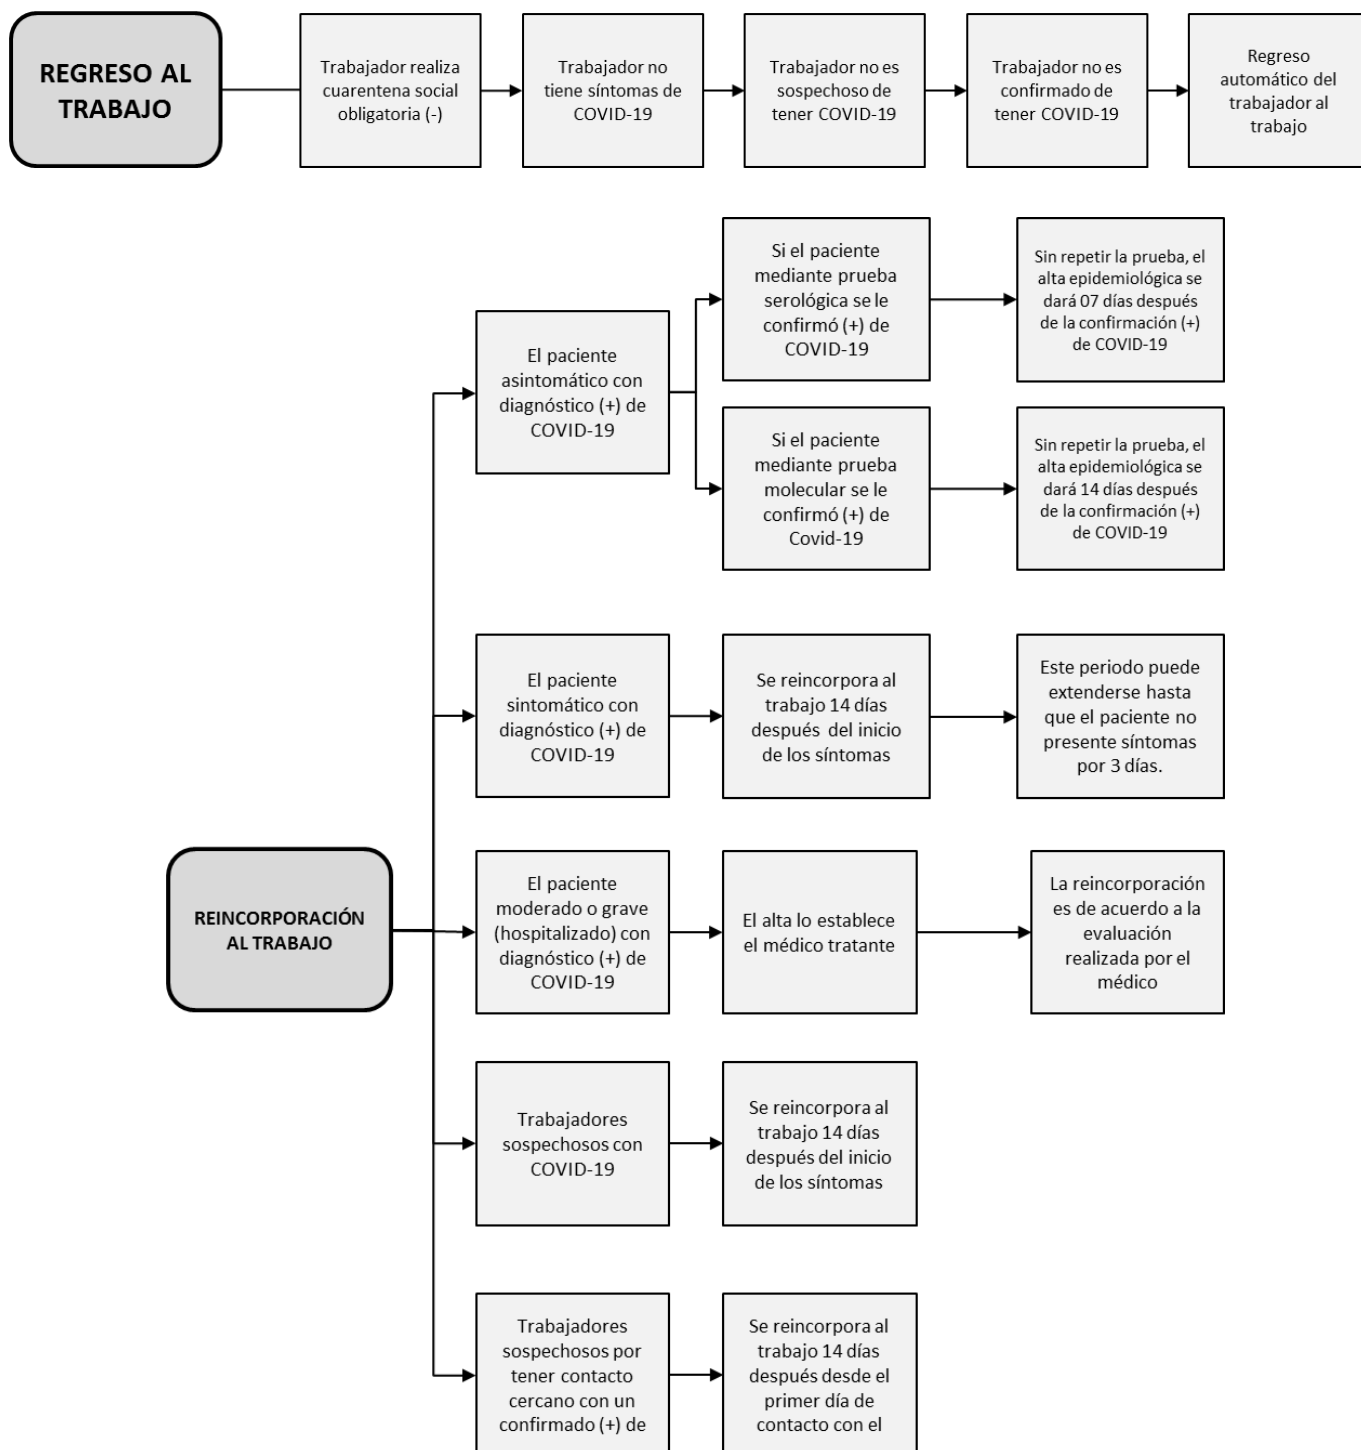 REGRESO AL
TRABAJO
Trabajador realiza
cuarentena social
obligatoria (-)
Trabajador no
tiene síntomas de
COVID-19
Trabajador no es
sospechoso de
tener COVID-19
Trabajador no es
confirmado de
tener COVID-19
Regreso
automático del
trabajador al
trabajo
El paciente
asintomático con
diagnóstico (+) de
COVID-19
Si el paciente
mediante prueba
serológica se le
confirmó (+) de
COVID-19
Sin repetir la prueba, el
alta epidemiológica se
dará 07 días después
de la confirmación (+)
de COVID-19
Si el paciente
mediante prueba
molecular se le
confirmó (+) de
Covid-19
Sin repetir la prueba, el
alta epidemiológica se
dará 14 días después
de la confirmación (+)
de COVID-19
El paciente
sintomático con
diagnóstico (+) de
COVID-19
Se reincorpora al
trabajo 14 días
después del inicio
de los síntomas
Este periodo puede
extenderse hasta
que el paciente no
presente síntomas
por 3 días.
REINCORPORACIÓN
AL TRABAJO
El paciente
moderado o grave
(hospitalizado) con
diagnóstico (+) de
COVID-19
El alta lo establece
el médico tratante
La reincorporación
es de acuerdo a la
evaluación
realizada por el
médico
Trabajadores
sospechosos con
COVID-19
Se reincorpora al
trabajo 14 días
después del inicio
de los síntomas
Trabajadores
sospechosos por
tener contacto
cercano con un
confirmado (+) de
Se reincorpora al
trabajo 14 días
después desde el
primer día de
contacto con el